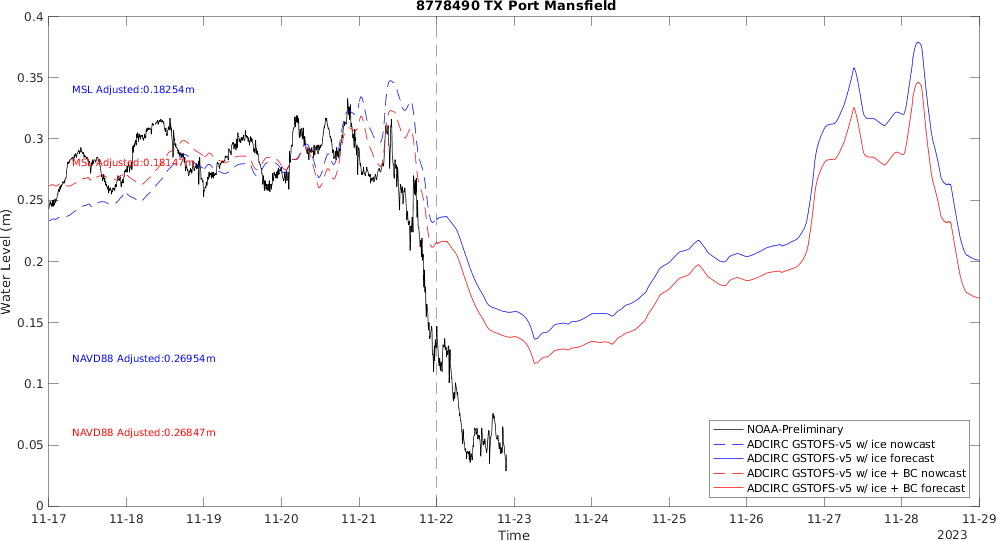 8778490 TX Port Mansfield
0.4
0.35
0.3
0.25
0.2
0.15
0.1
0.05
0
Water Level (m)
MSL Adjusted:0.18254m
MSL Adjusted:0.18147m
NAVD88 Adjusted:0.26954m
NAVD88 Adjusted:0.26847m
NOAA-Preliminary
ADCIRC GSTOFS-v5 w/ ice nowcast
ADCIRC GSTOFS-v5 w/ ice forecast
ADCIRC GSTOFS-v5 w/ ice + BC nowcast
ADCIRC GSTOFS-v5 w/ ice + BC forecast
11-17 11-18 11-19 11-20 11-21 11-22 11-23 11-24 11-25 11-26 11-27 11-28 11-29
Time
2023